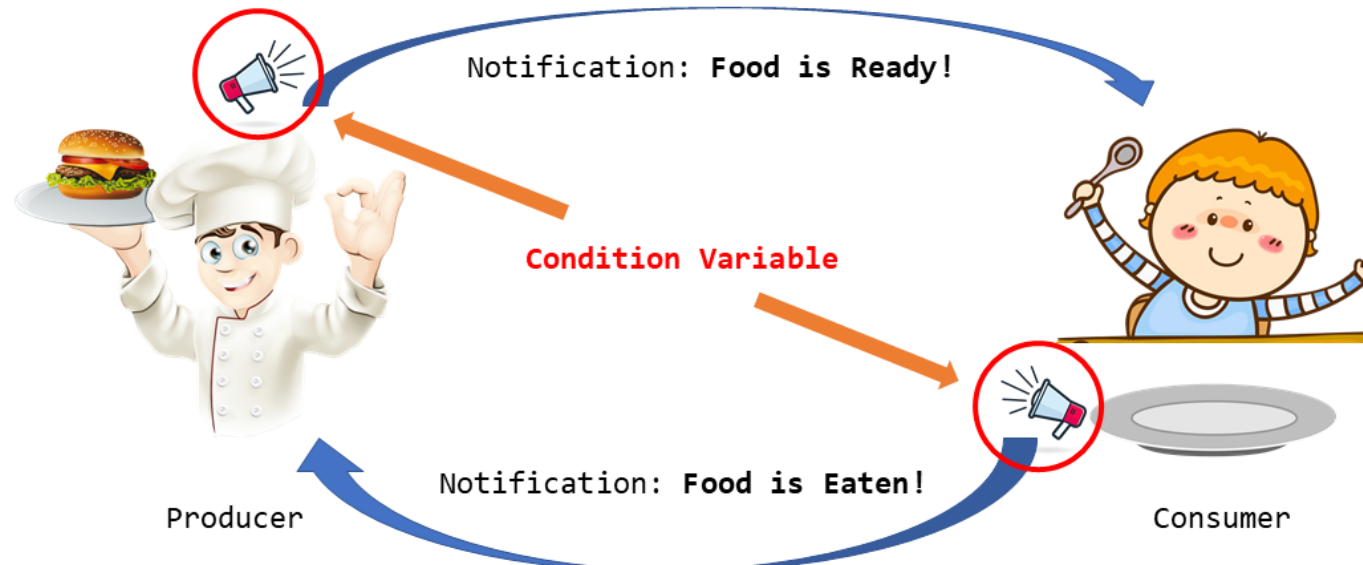 Notification: Food is Ready!
Condition Variable
Notification: Food is Eaten!
Producer
Consumer